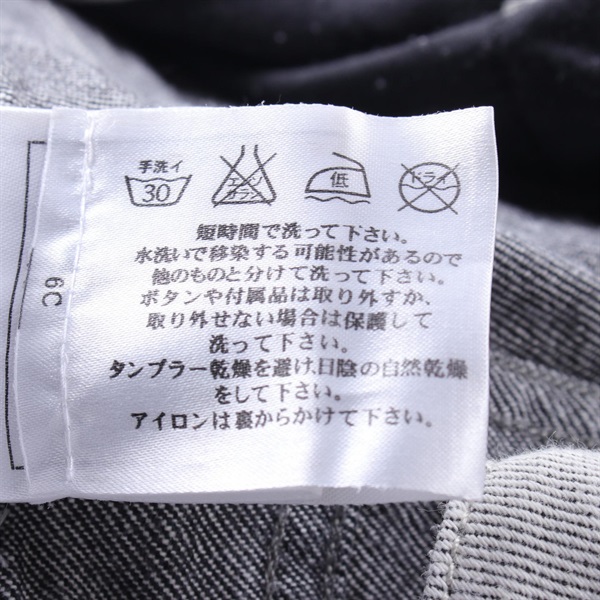 手洗イ
30
エンソ
サラシ
低
ドライ
短時間で洗って下さい。
水洗いで移染する可能性があるので
他のものと分けて洗って下さい。
ボタンや付属品は取り外すか、
取り外せない場合は保護して
洗って下さい。
タンブラー乾燥を避け、日陰の自然乾燥
をして下さい。
アイロンは裏からかけて下さい。
6C